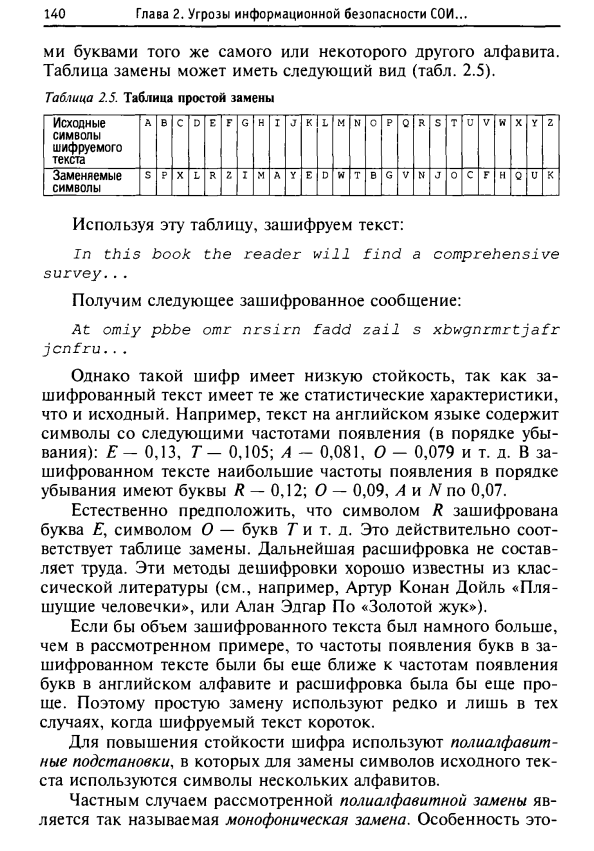 140 Глава 2. Угрозы информационной безопасности СОИ...
ми буквами того же самого или некоторого другого алфавита.
Таблица замены может иметь следующий вид (табл. 2.5).
Таблица 2.5. Таблица простой замены
Исходные символы шифруемого текста A B C D E F G H I J K L M N O P Q R S T U V W X Y Z
Заменяемые символы S P X L R Z I M A Y E D W T B G V N J O C F H Q U K
Используя эту таблицу, зашифруем текст:
In this book the reader will find a comprehensive
survey...
Получим следующее зашифрованное сообщение:
At omiy pbbe omr nrsirn fadd zail s xbwgnrmrtjafr
jcnfru...
Однако такой шифр имеет низкую стойкость, так как за-
шифрованный текст имеет те же статистические характеристики,
что и исходный. Например, текст на английском языке содержит
символы со следующими частотами появления (в порядке убы-
вания): E — 0,13, T — 0,105; A — 0,081, O — 0,079 и т. д. В за-
шифрованном тексте наибольшие частоты появления в порядке
убывания имеют буквы R — 0,12; O — 0,09, A и N по 0,07.
Естественно предположить, что символом R зашифрована
буква E, символом O — букв T и т. д. Это действительно соот-
ветствует таблице замены. Дальнейшая расшифровка не состав-
ляет труда. Эти методы дешифровки хорошо известны из клас-
сической литературы (см., например, Артур Конан Дойль «Пля-
шущие человечки», или Алан Эдгар По «Золотой жук»).
Если бы объем зашифрованного текста был намного больше,
чем в рассмотренном примере, то частоты появления букв в за-
шифрованном тексте были бы еще ближе к частотам появления
букв в английском алфавите и расшифровка была бы еще про-
ще. Поэтому простую замену используют редко и лишь в тех
случаях, когда шифруемый текст короток.
Для повышения стойкости шифра используют полиалфавит-
ные подстановки, в которых для замены символов исходного тек-
ста используются символы нескольких алфавитов.
Частным случаем рассмотренной полиалфавитной замены яв-
ляется так называемая монофоническая замена. Особенность это-